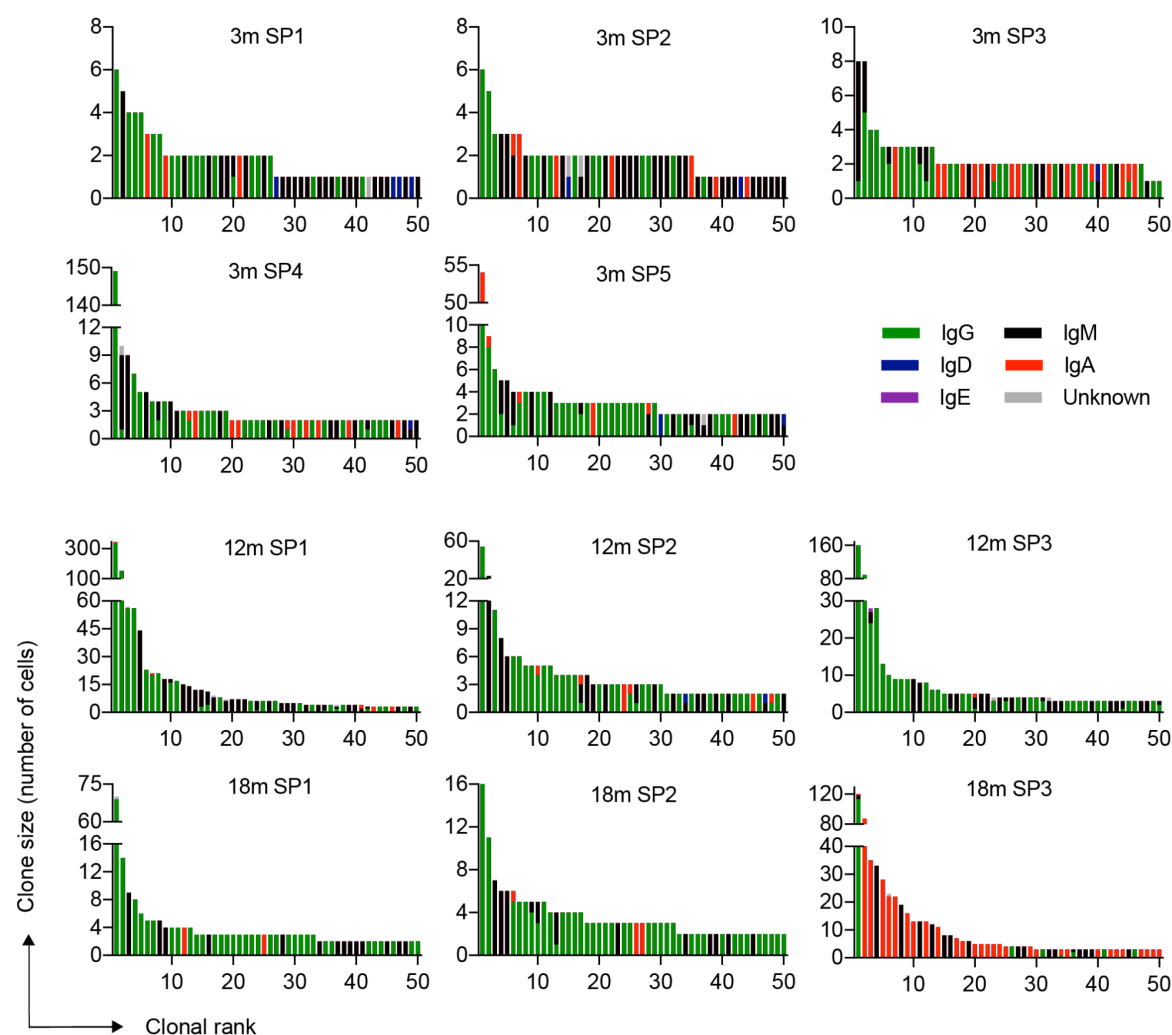 3m SP1
8
6
4
2
0
10 20 30 40 50
3m SP2
8
6
4
2
0
10 20 30 40 50
3m SP3
10
8
6
4
2
0
10 20 30 40 50
3m SP4
150
140
12
9
6
3
0
10 20 30 40 50
3m SP5
55
50
10
8
6
4
2
0
10 20 30 40 50
IgG IgM
IgD IgA
IgE Unknown
12m SP1
300
100
60
45
30
15
0
10 20 30 40 50
12m SP2
60
20
12
9
6
3
0
10 20 30 40 50
12m SP3
160
80
30
20
10
0
10 20 30 40 50
18m SP1
75
60
16
12
8
4
0
10 20 30 40 50
18m SP2
16
12
8
4
0
10 20 30 40 50
18m SP3
120
80
40
30
20
10
0
10 20 30 40 50
Clone size (number of cells)
Clonal rank